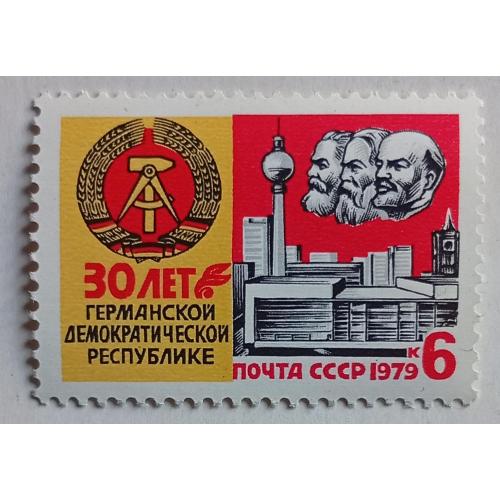 30 ЛЕТ
ГЕРМАНСКОЙ
ДЕМОКРАТИЧЕСКОЙ
РЕСПУБЛИКЕ
ПОЧТА СССР 1979
к 6